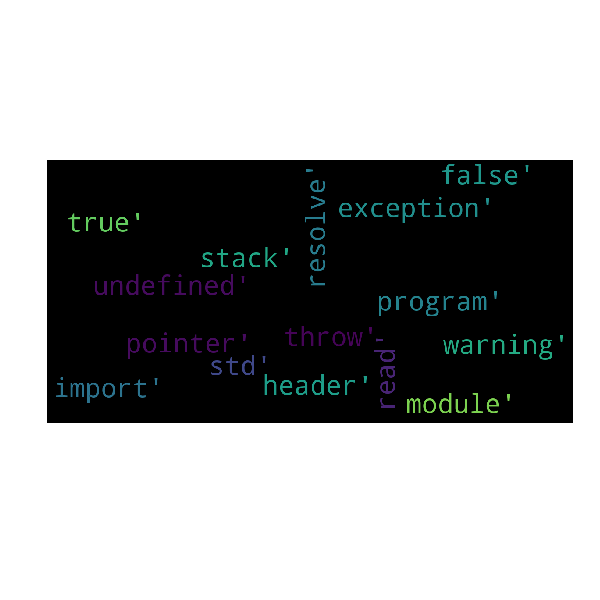 false'
resolve'
exception'
true'
stack'
undefined'
program'
throw'
pointer'
warning'
std'
read'
header'
import'
module'